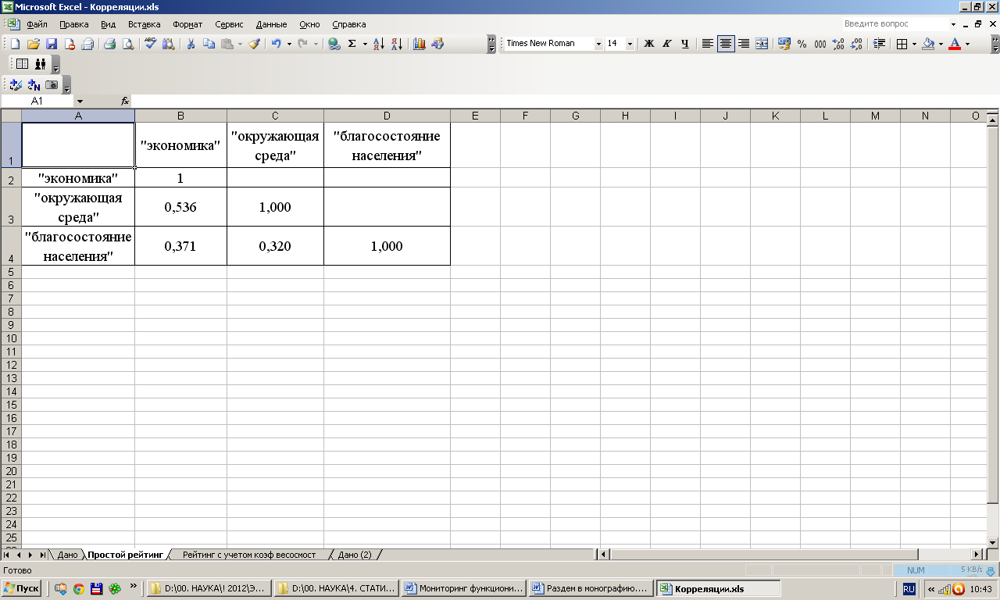 Microsoft Excel - Корреляции.xls
Файл Правка Вид Вставка Формат Сервис Данные Окно Справка Введите вопрос
Times New Roman 14 Ж К Ч
A1 fx
A B C D E F G H I J K L M N O
1 "экономика" "окружающая среда" "благосостояние населения"
2 "экономика" 1
3 "окружающая среда" 0,536 1,000
4 "благосостояние населения" 0,371 0,320 1,000
5
6
7
8
9
10
11
12
13
14
15
16
17
18
19
20
21
22
23
24
25
Дано Простой рейтинг Рейтинг с учетом коэф весосмост Дано (2)
Готово NUM 5 KB/s
Пуск » D:\00. НАУКА\! 2012\Э... D:\00. НАУКА\4. СТАТИ... Мониторинг функциони... Раздем в монографию. ... Корреляции.xls RU « 10:43